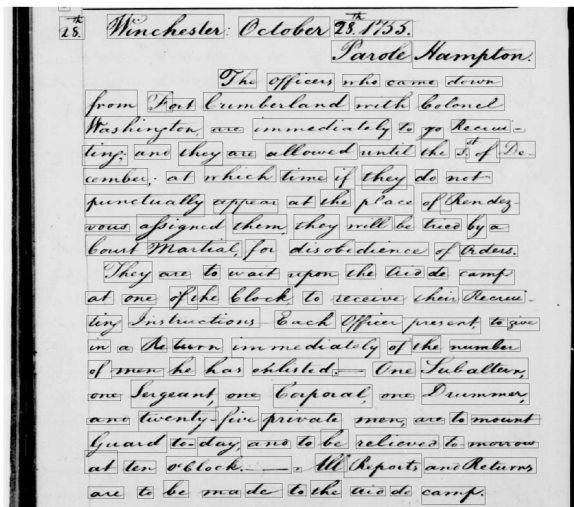 28.th Winchester: October 28.th 1755.
Parole Hampton.
The Officers who came down
from Fort Cumberland with Colonel
Washington, are immediately to go Recrui-
ting; and they are allowed until the 1.st of De-
cember; at which time if they do not
punctually appear at the place of Rendez-
vous assigned them, they will be tried by a
Court Martial, for disobedience of Orders.
They are to wait upon the aid de camp
at one of the Clock, to receive their Recrui-
ting Instructions Each Officer present, to give
in a Return immediately of the number
of men he has enlisted.— One Subaltern,
one Sergeant, one Corporal, one Drummer,
and twenty-five private men, are to mount
Guard to-day, and to be relieved to-morrow
at ten o'Clock.— . All Reports and Returns
are to be made to the aid de camp.